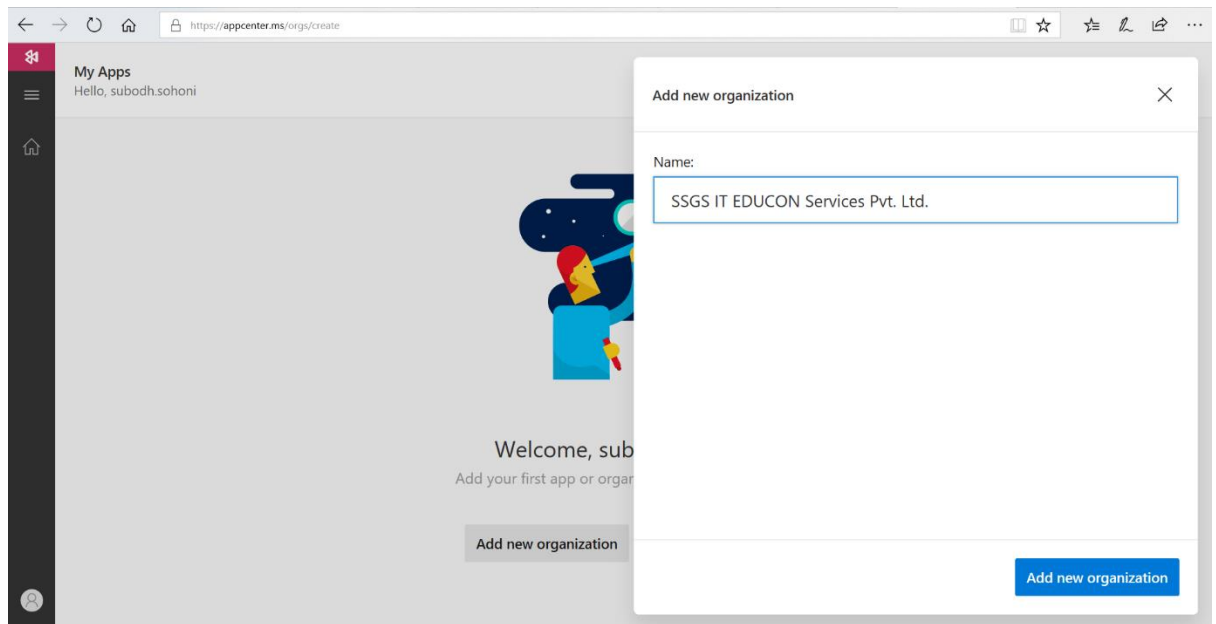 https://appcenter.ms/orgs/create
My Apps
Hello, subodh.sohoni
Add new organization
Name:
SSGS IT EDUCON Services Pvt. Ltd.
Welcome, sub
Add your first app or orgar
Add new organization
Add new organization